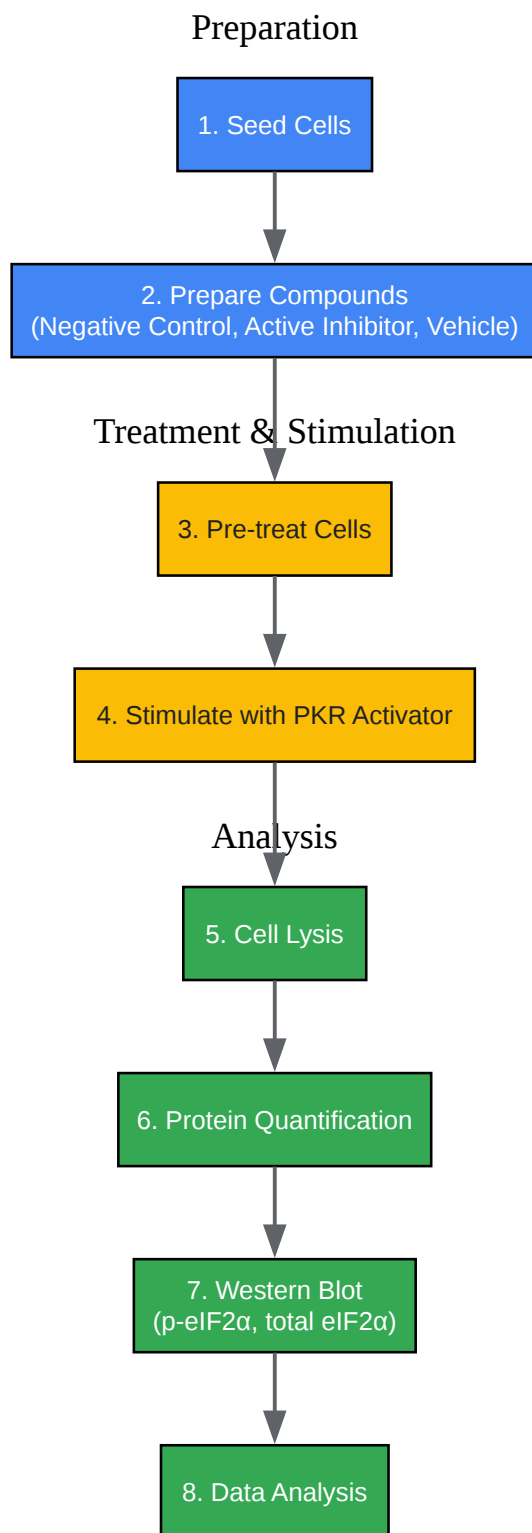 Preparation
1. Seed Cells
2. Prepare Compounds
(Negative Control, Active Inhibitor, Vehicle)
Treatment & Stimulation
3. Pre-treat Cells
4. Stimulate with PKR Activator
Analysis
5. Cell Lysis
6. Protein Quantification
7. Western Blot
(p-eIF2α, total eIF2α)
8. Data Analysis